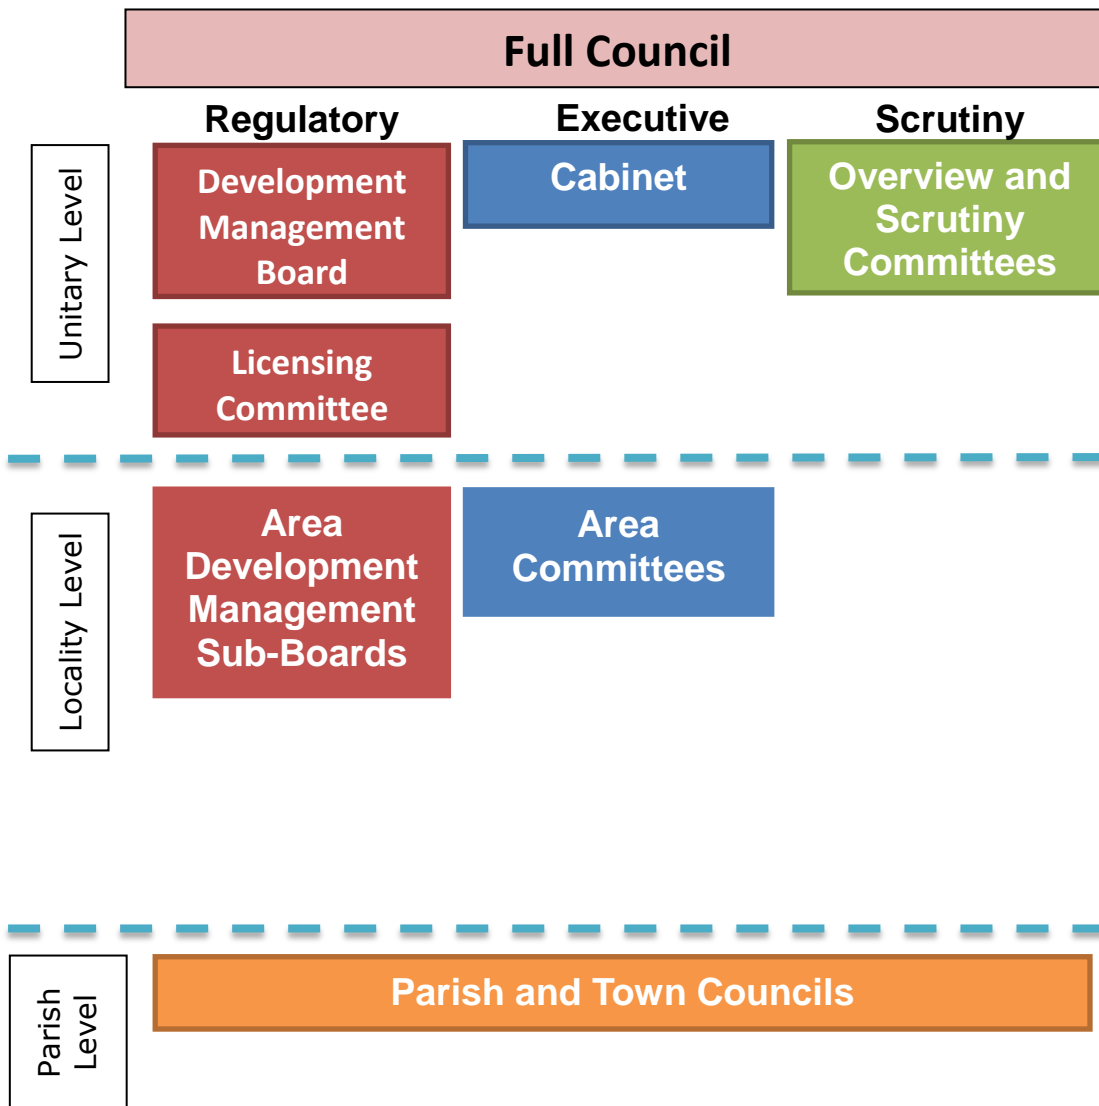 Full Council
Regulatory
Executive
Scrutiny
Unitary Level
Development
Management
Board
Cabinet
Overview and
Scrutiny
Committees
Licensing
Committee
Locality Level
Area
Development
Management
Sub-Boards
Area
Committees
Parish
Level
Parish and Town Councils